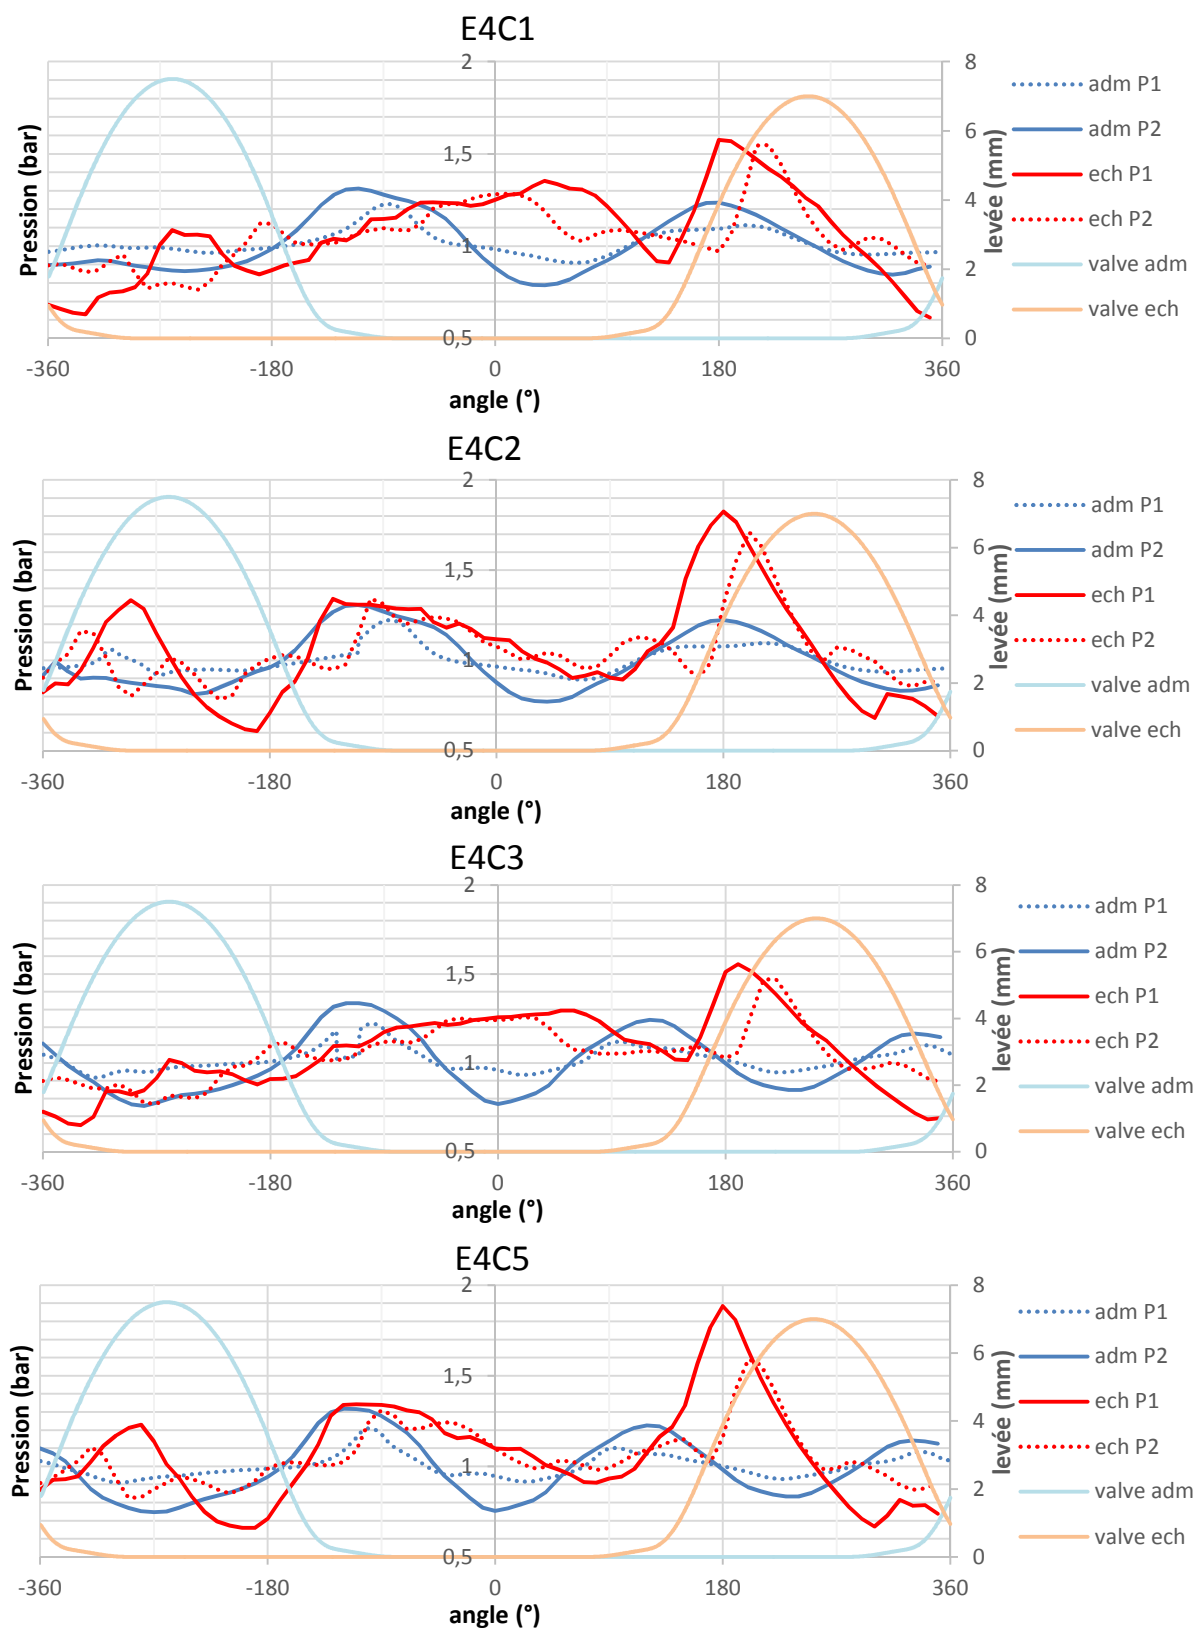 E4C1
2
1,5
1
0,5
8
6
4
2
0
-360
-180
0
180
360
Pression (bar)
levée (mm)
angle (°)
adm P1
adm P2
ech P1
ech P2
valve adm
valve ech
E4C2
2
1,5
1
0,5
8
6
4
2
0
-360
-180
0
180
360
Pression (bar)
levée (mm)
angle (°)
adm P1
adm P2
ech P1
ech P2
valve adm
valve ech
E4C3
2
1,5
1
0,5
8
6
4
2
0
-360
-180
0
180
360
Pression (bar)
levée (mm)
angle (°)
adm P1
adm P2
ech P1
ech P2
valve adm
valve ech
E4C5
2
1,5
1
0,5
8
6
4
2
0
-360
-180
0
180
360
Pression (bar)
levée (mm)
angle (°)
adm P1
adm P2
ech P1
ech P2
valve adm
valve ech